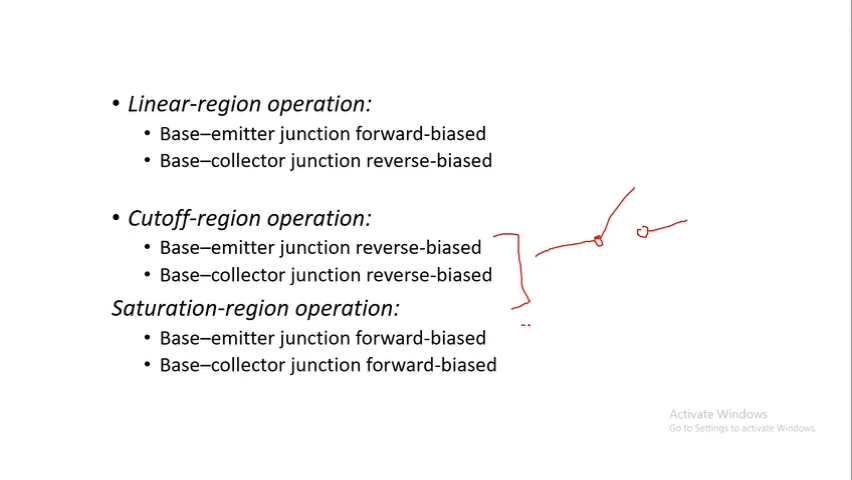 • Linear-region operation:
• Base–emitter junction forward-biased
• Base–collector junction reverse-biased
• Cutoff-region operation:
• Base–emitter junction reverse-biased
• Base–collector junction reverse-biased
Saturation-region operation:
• Base–emitter junction forward-biased
• Base–collector junction forward-biased
Activate Windows
Go to Settings to activate Windows.